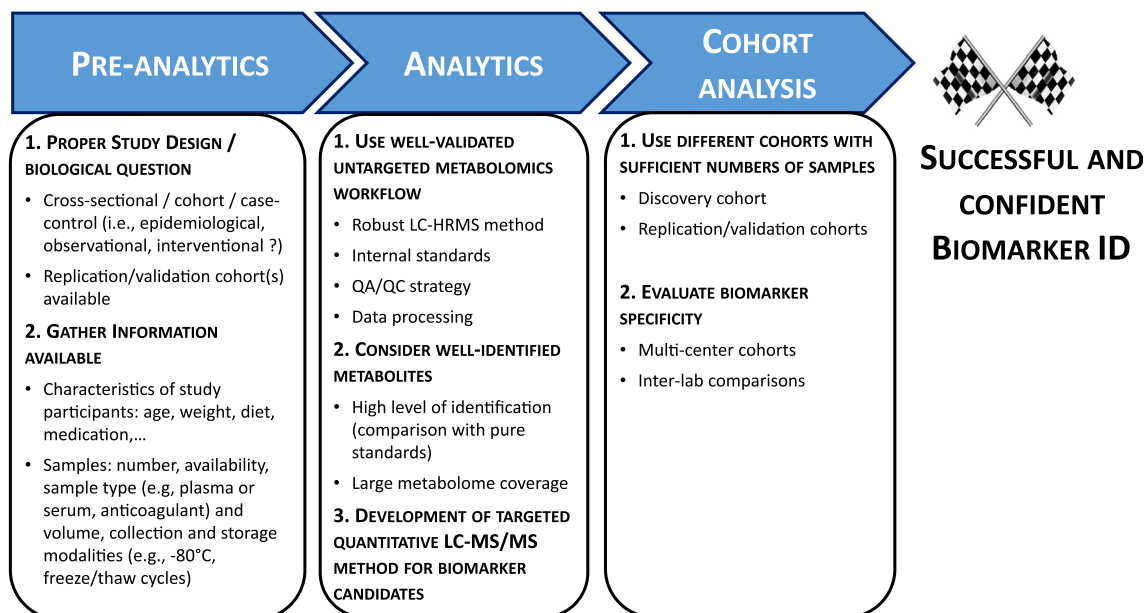 PRE-ANALYTICS
1. PROPER STUDY DESIGN /
BIOLOGICAL QUESTION
• Cross-sectional / cohort / case-
control (i.e., epidemiological,
observational, interventional ?)
• Replication/validation cohort(s)
available
2. GATHER INFORMATION
AVAILABLE
• Characteristics of study
participants: age, weight, diet,
medication,...
• Samples: number, availability,
sample type (e.g, plasma or
serum, anticoagulant) and
volume, collection and storage
modalities (e.g., -80°C,
freeze/thaw cycles)
ANALYTICS
1. USE WELL-VALIDATED
UNTARGETED METABOLOMICS
WORKFLOW
• Robust LC-HRMS method
• Internal standards
• QA/QC strategy
• Data processing
2. CONSIDER WELL-IDENTIFIED
METABOLITES
• High level of identification
(comparison with pure
standards)
• Large metabolome coverage
3. DEVELOPMENT OF TARGETED
QUANTITATIVE LC-MS/MS
METHOD FOR BIOMARKER
CANDIDATES
COHORT
ANALYSIS
1. USE DIFFERENT COHORTS WITH
SUFFICIENT NUMBERS OF SAMPLES
• Discovery cohort
• Replication/validation cohorts
2. EVALUATE BIOMARKER
SPECIFICITY
• Multi-center cohorts
• Inter-lab comparisons
SUCCESSFUL AND
CONFIDENT
BIOMARKER ID